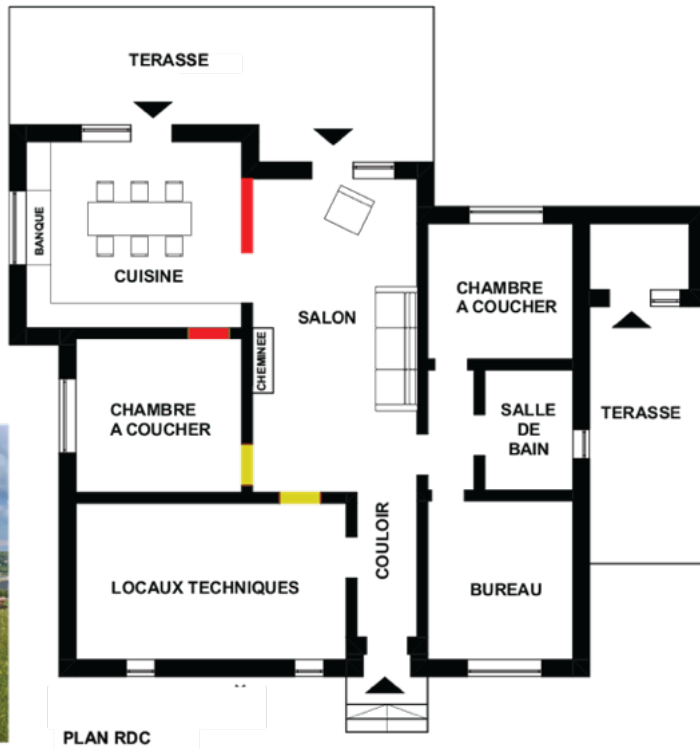 TERASSE
BANQUE
CUISINE
SALON
CHEMINEE
CHAMBRE
A COUCHER
CHAMBRE
A COUCHER
SALLE
DE
BAIN
TERASSE
COULOIR
LOCAUX TECHNIQUES
BUREAU
PLAN RDC